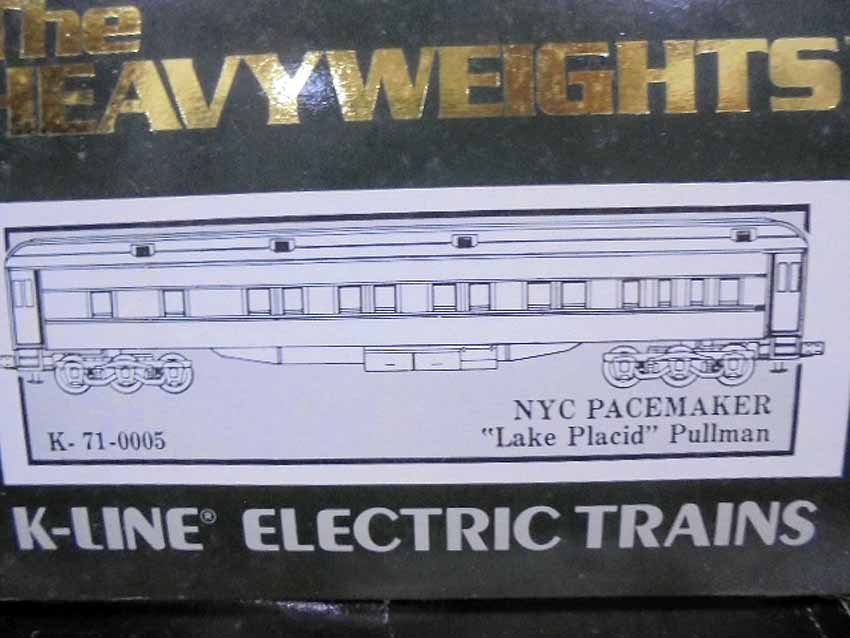 The
HEAVYWEIGHTS
NYC PACEMAKER
K-71-0005 "Lake Placid" Pullman
K-LINE® ELECTRIC TRAINS